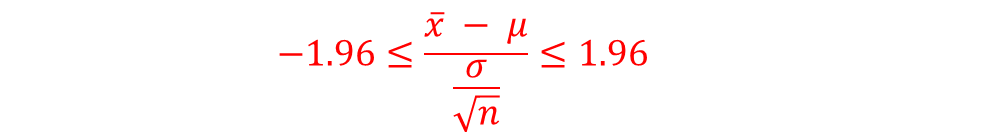 −1.96 ≤ (x̄ − μ) / (σ / √n) ≤ 1.96